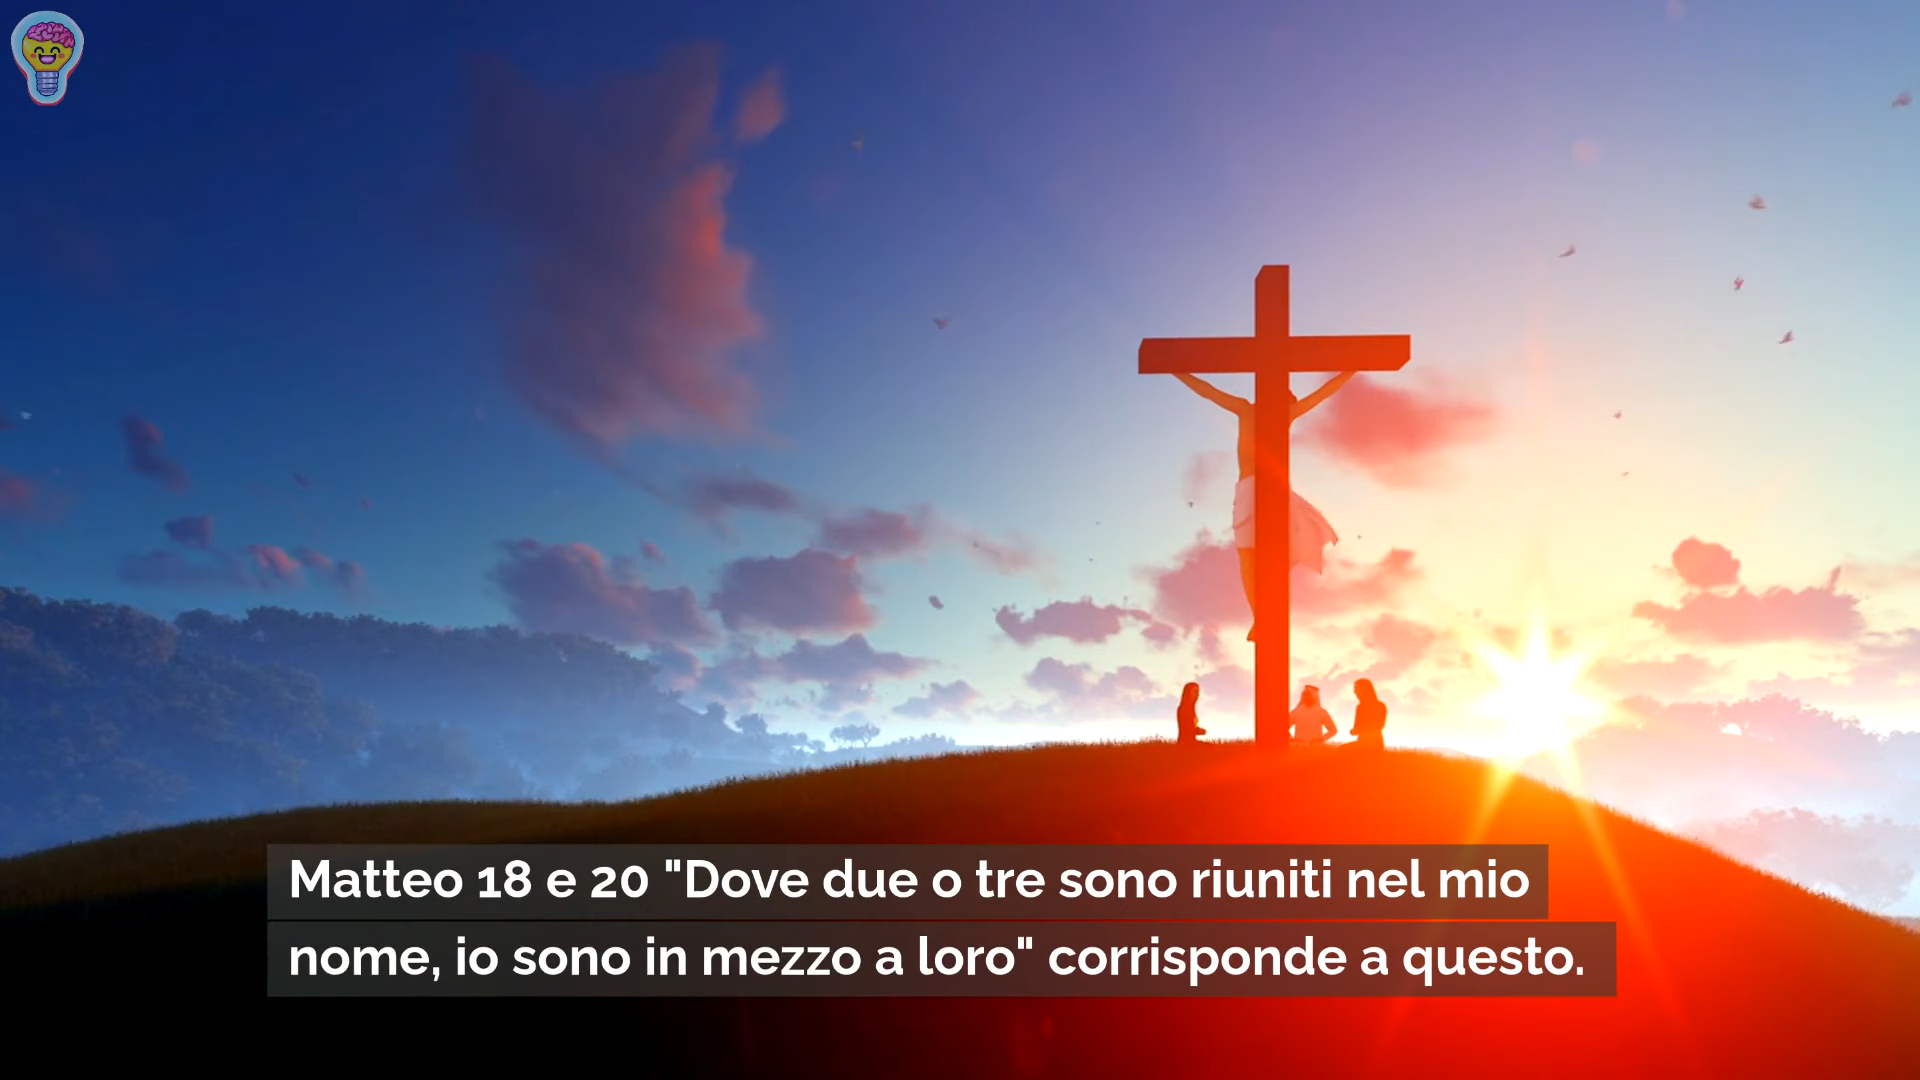 Matteo 18 e 20 "Dove due o tre sono riuniti nel mio
nome, io sono in mezzo a loro" corrisponde a questo.